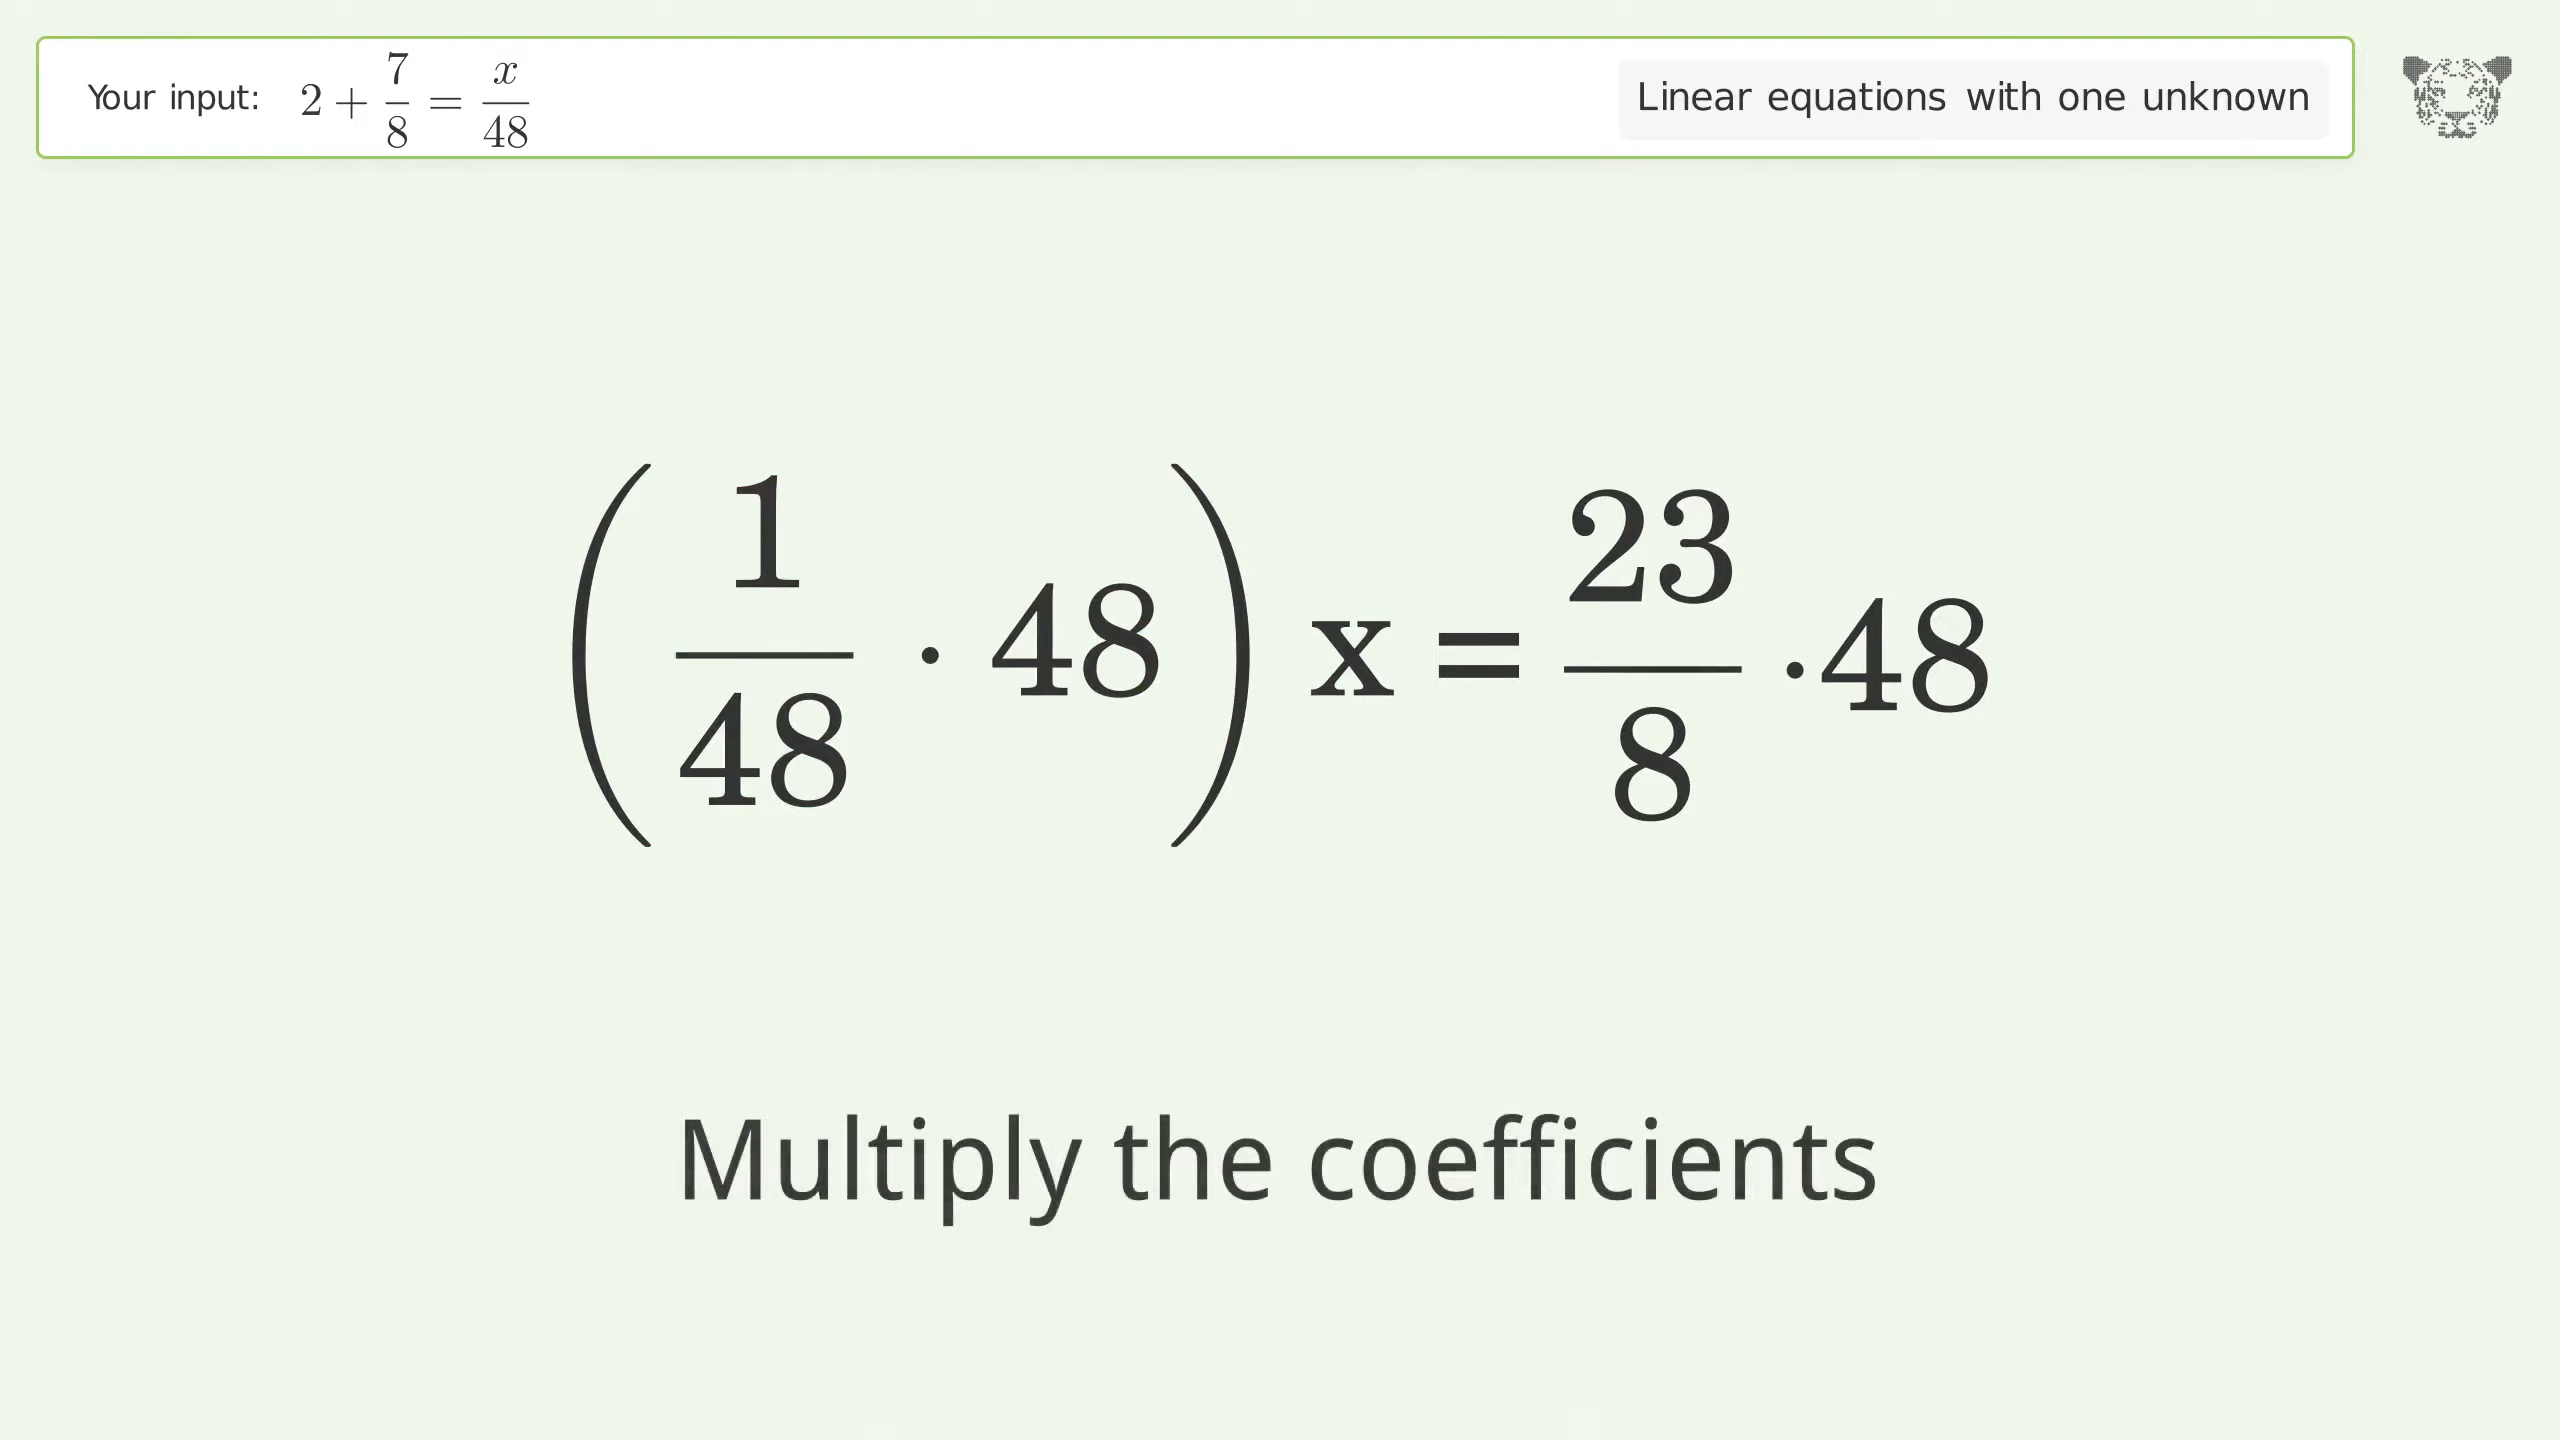 Your input: 2 + 7/8 = x/48
Linear equations with one unknown
(1/48 · 48) x = 23/8 ·48
Multiply the coefficients